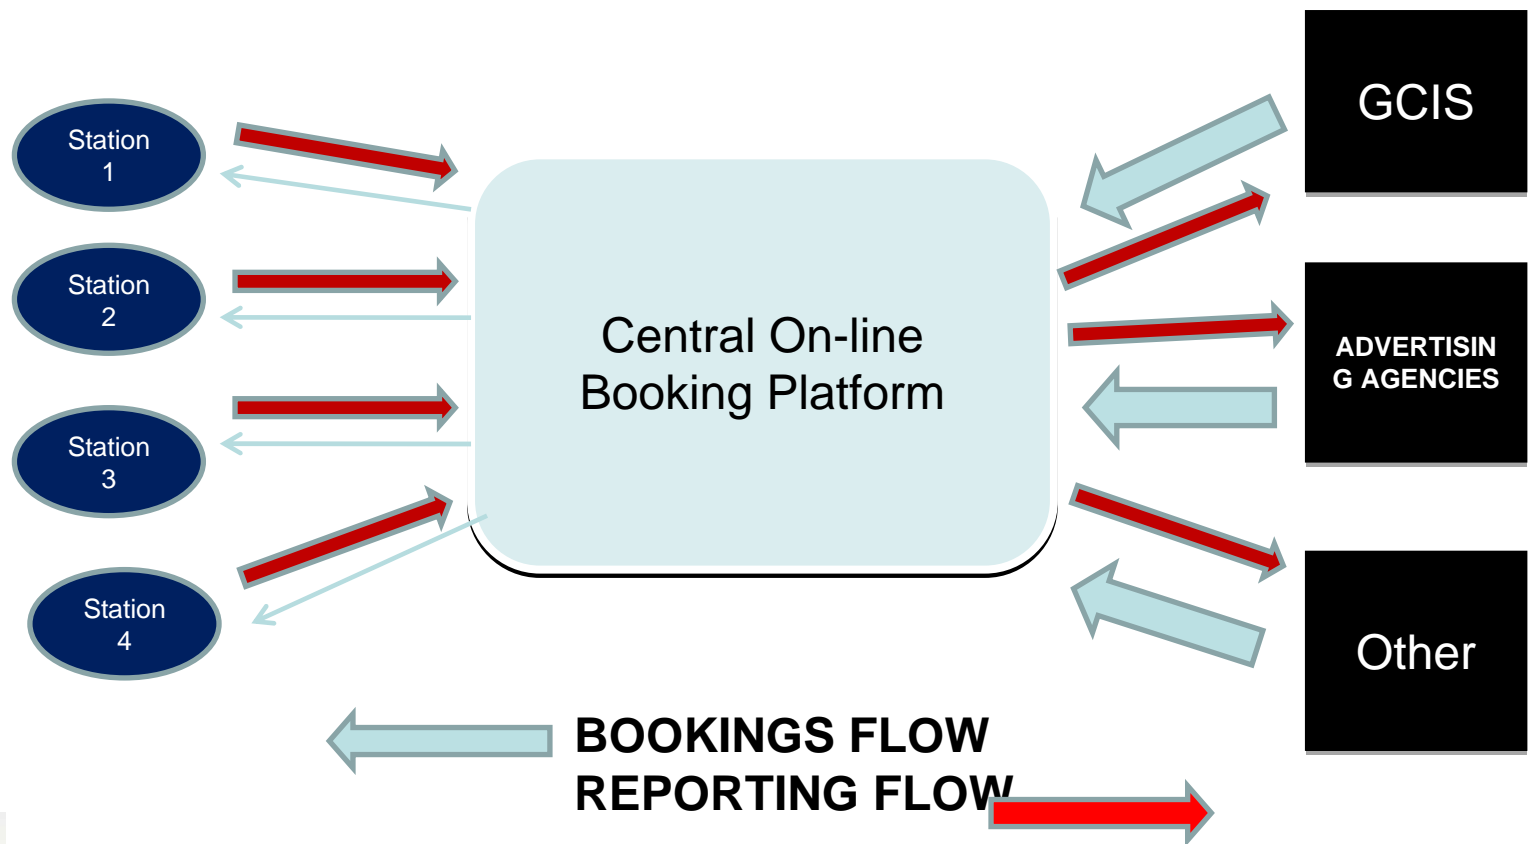 GCIS
Station
1
Station
2
Central On-line
Booking Platform
ADVERTISIN
G AGENCIES
Station
3
Station
4
Other
BOOKINGS FLOW
REPORTING FLOW